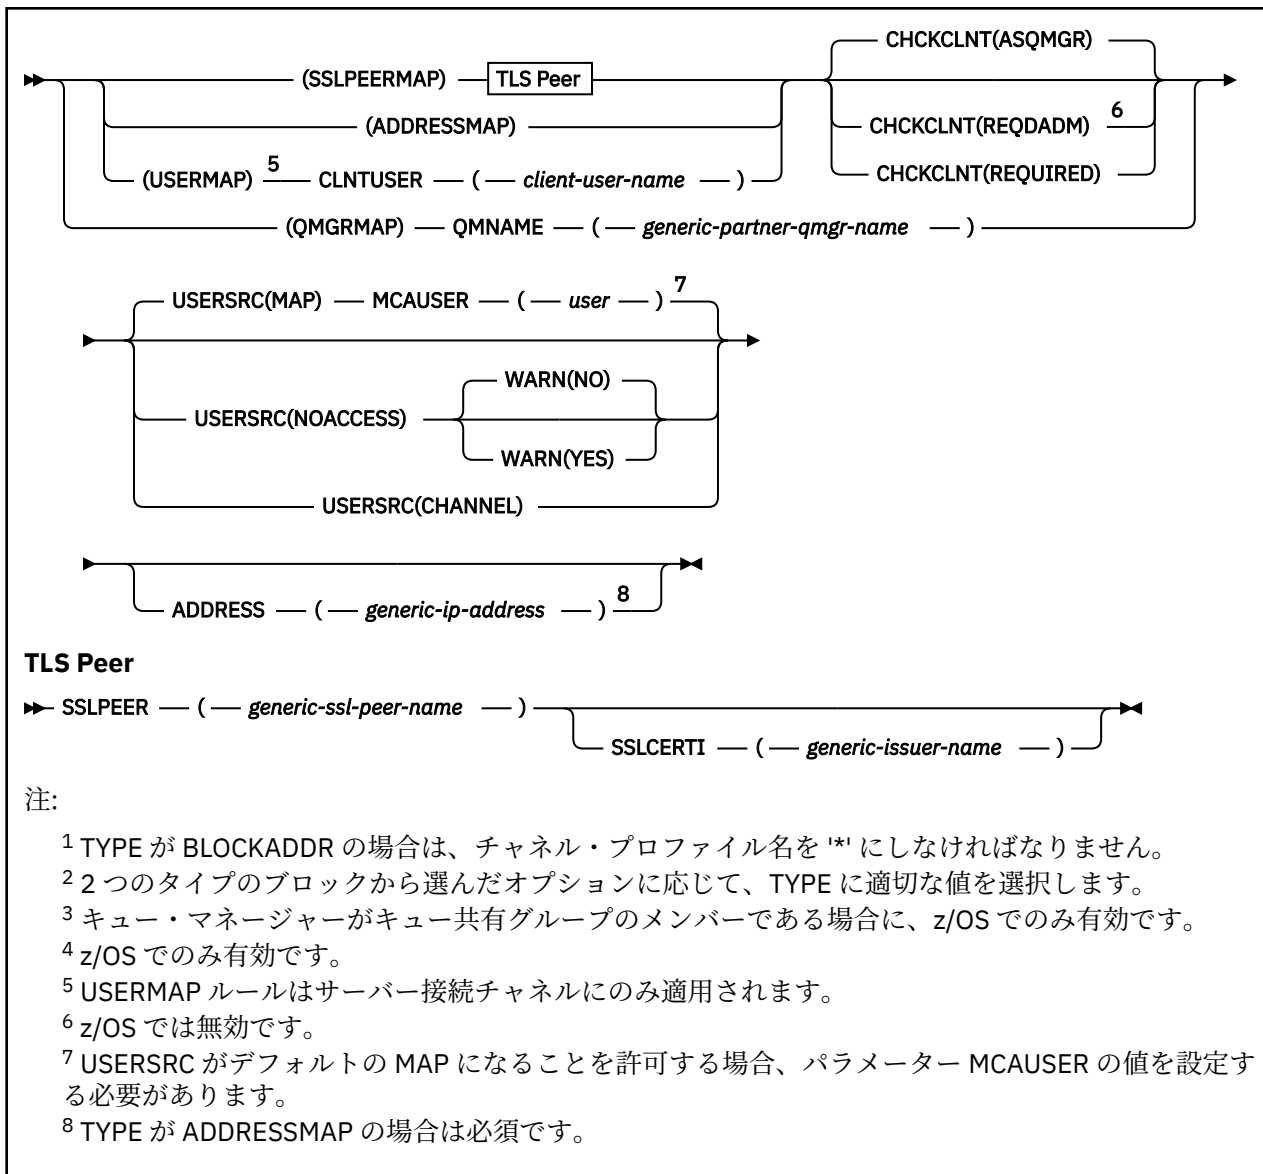 CHCKCLNT(ASQMGR)
(SSLPEERMAP) TLS Peer
(ADDRESSMAP)
CHCKCLNT(REQDADM) 6
(USERMAP) 5 CLNTUSER ( client-user-name )
CHCKCLNT(REQUIRED)
(QMGRMAP) QMNAME ( generic-partner-qmgr-name )
USERSRC(MAP) MCAUSER ( user ) 7
WARN(NO)
USERSRC(NOACCESS)
WARN(YES)
USERSRC(CHANNEL)
ADDRESS ( generic-ip-address ) 8
TLS Peer
SSLPEER ( generic-ssl-peer-name )
SSLCERTI ( generic-issuer-name )
注:
1 TYPE が BLOCKADDR の場合は、チャネル・プロファイル名を '*' にしなければなりません。
2 2 つのタイプのブロックから選んだオプションに応じて、TYPE に適切な値を選択します。
3 キュー・マネージャーがキュー共有グループのメンバーである場合に、z/OS でのみ有効です。
4 z/OS でのみ有効です。
5 USERMAP ルールはサーバー接続チャネルにのみ適用されます。
6 z/OS では無効です。
7 USERSRC がデフォルトの MAP になることを許可する場合、パラメーター MCAUSER の値を設定す
る必要があります。
8 TYPE が ADDRESSMAP の場合は必須です。